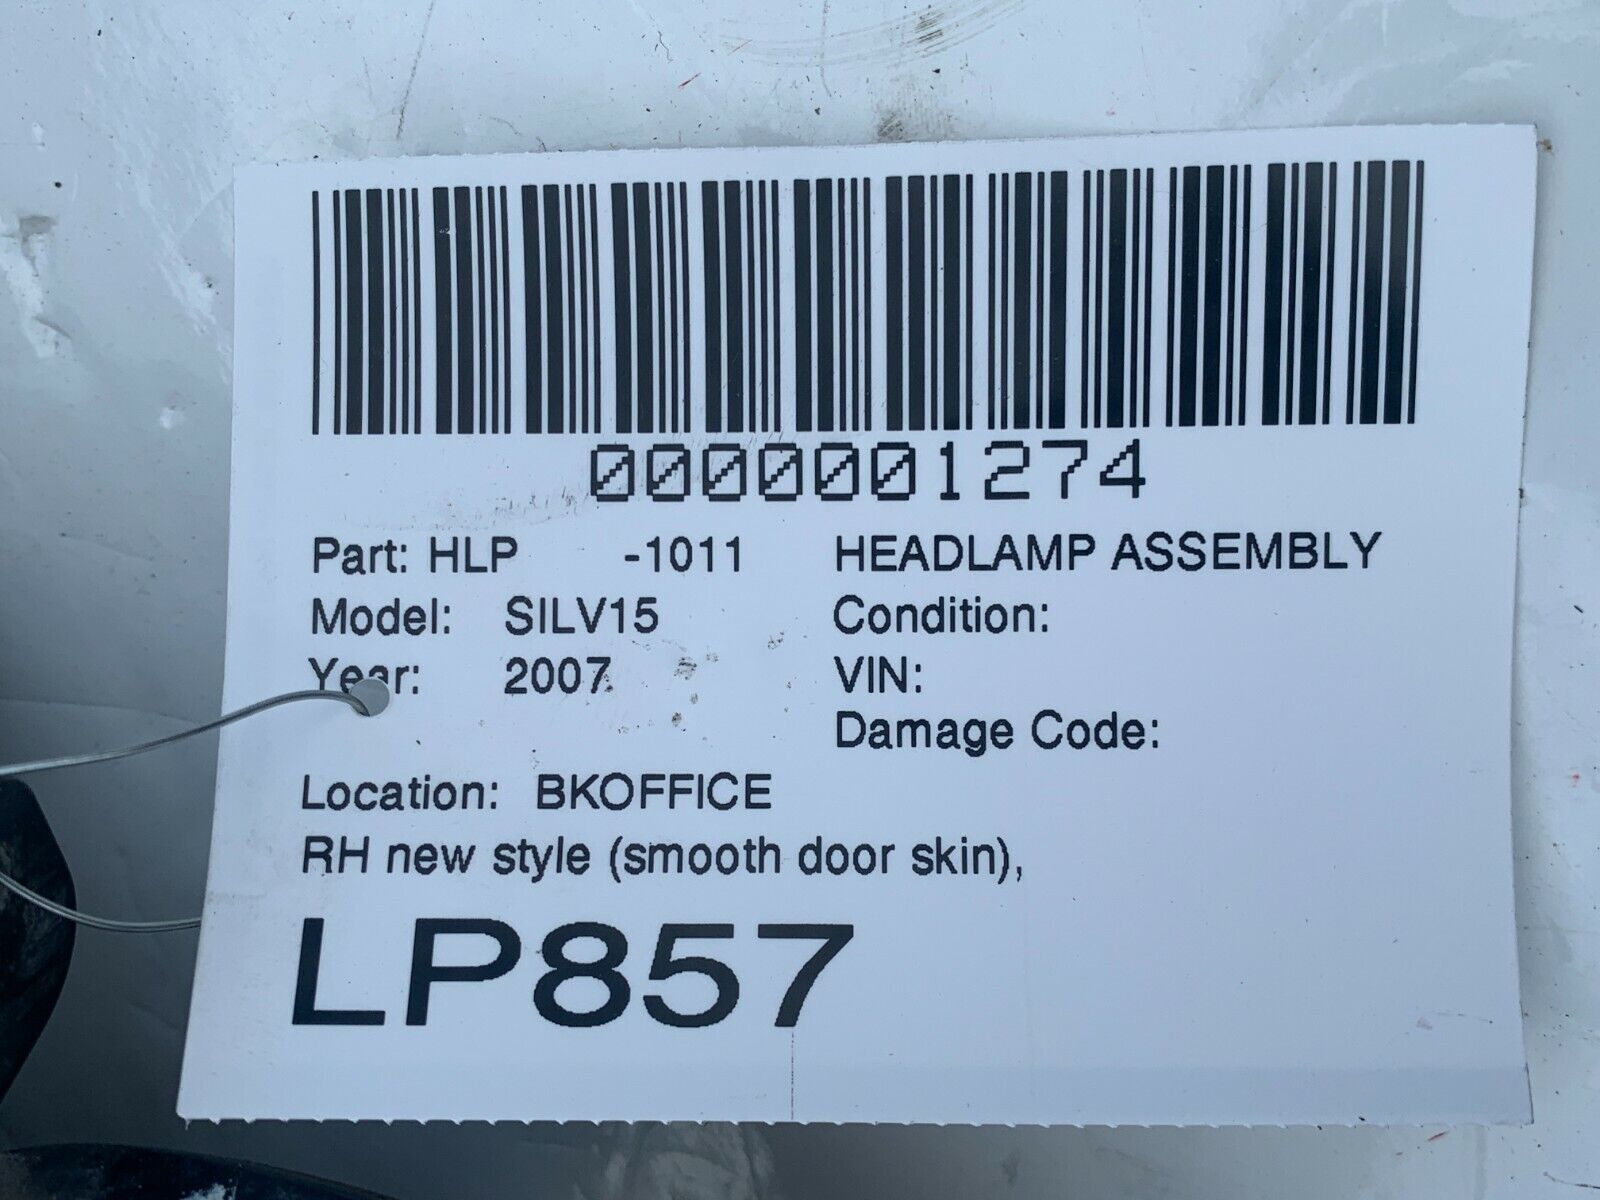 0000001274
Part: HLP -1011 HEADLAMP ASSEMBLY
Model: SILV15 Condition:
Year: 2007 VIN:
Damage Code:
Location: BKOFFICE
RH new style (smooth door skin),
LP857